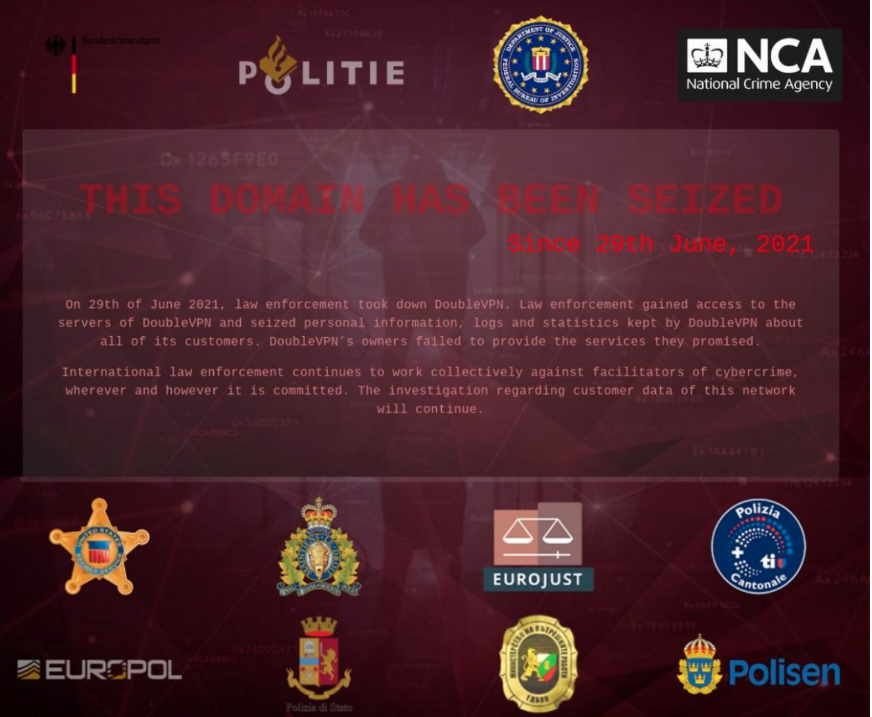 Bundeskriminalamt
POLITIE
DEPARTMENT OF JUSTICE
FEDERAL BUREAU OF INVESTIGATION
NCA
National Crime Agency
THIS DOMAIN HAS BEEN SEIZED
Since 29th June, 2021
On 29th of June 2021, law enforcement took down DoubleVPN. Law enforcement gained access to the
servers of DoubleVPN and seized personal information, logs and statistics kept by DoubleVPN about
all of its customers. DoubleVPN’s owners failed to provide the services they promised.
International law enforcement continues to work collectively against facilitators of cybercrime,
wherever and however it is committed. The investigation regarding customer data of this network
will continue.
EUROJUST
Polizia
ti
Cantonale
EUROPOL
Polizia di Stato
МИНИСТЕРСТВО НА ВЪТРЕШНИТЕ РАБОТИ
Polisen